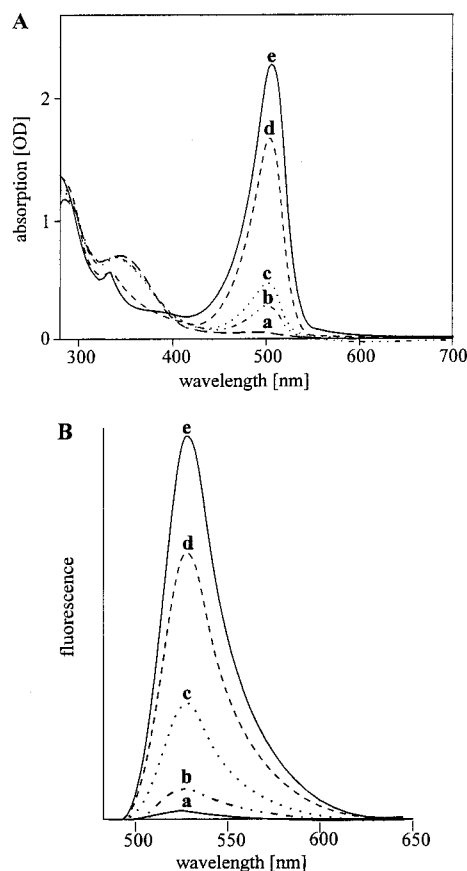 A
e
2
d
absorption [OD]
1
c
b
a
0
300 400 500 600 700
wavelength [nm]
B
e
d
fluorescence
c
b
a
500 550 600 650
wavelength [nm]